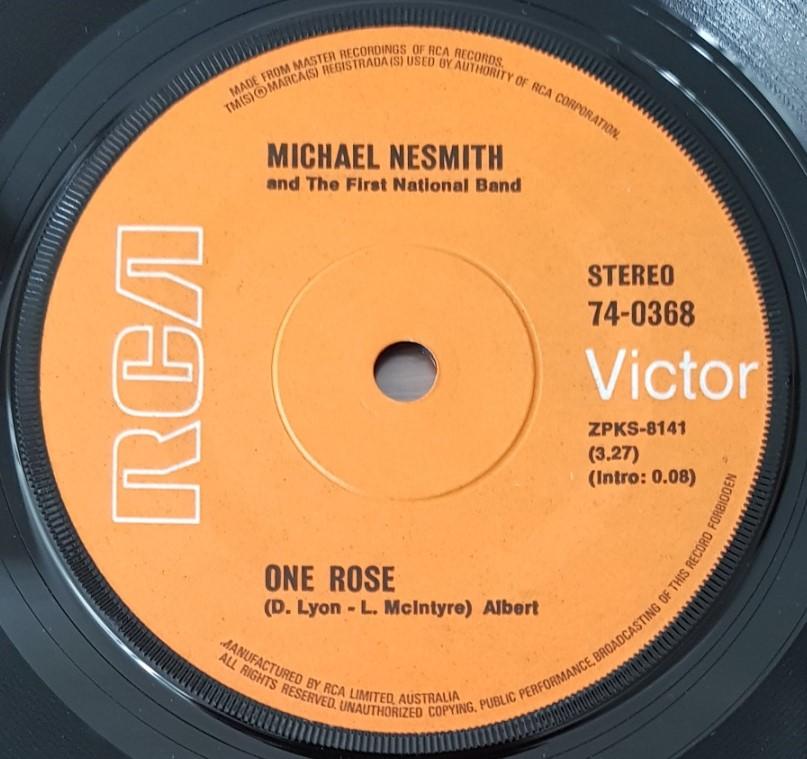 MADE FROM MASTER RECORDINGS OF RCA RECORDS.
TM(S)®MARCA(S) REGISTRADA(S) USED BY AUTHORITY OF RCA CORPORATION.
MICHAEL NESMITH
and The First National Band
RCA
STEREO
74-0368
Victor
ZPKS-8141
(3.27)
(Intro: 0.08)
ONE ROSE
(D. Lyon - L. McIntyre) Albert
MANUFACTURED BY RCA LIMITED, AUSTRALIA
ALL RIGHTS RESERVED. UNAUTHORIZED COPYING, PUBLIC PERFORMANCE, BROADCASTING OF THIS RECORD FORBIDDEN